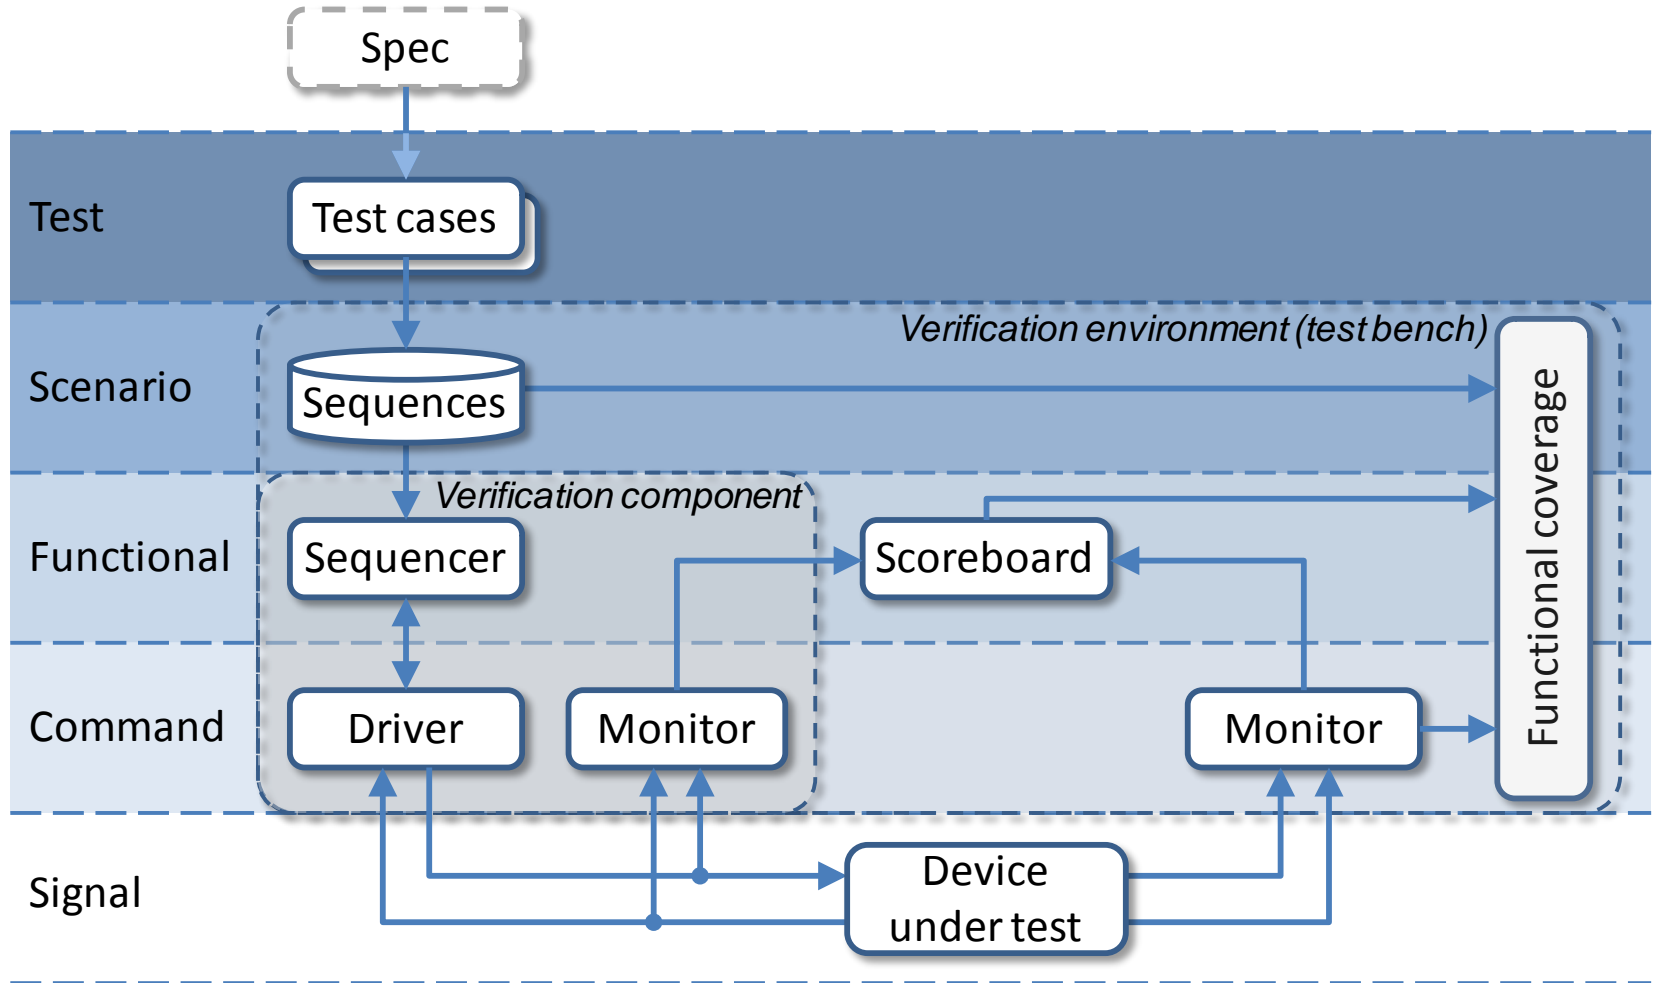 Spec
Test
Test cases
Verification environment (test bench)
Scenario
Sequences
Verification component
Functional
Sequencer
Scoreboard
Functional coverage
Command
Driver
Monitor
Monitor
Signal
Device
under test